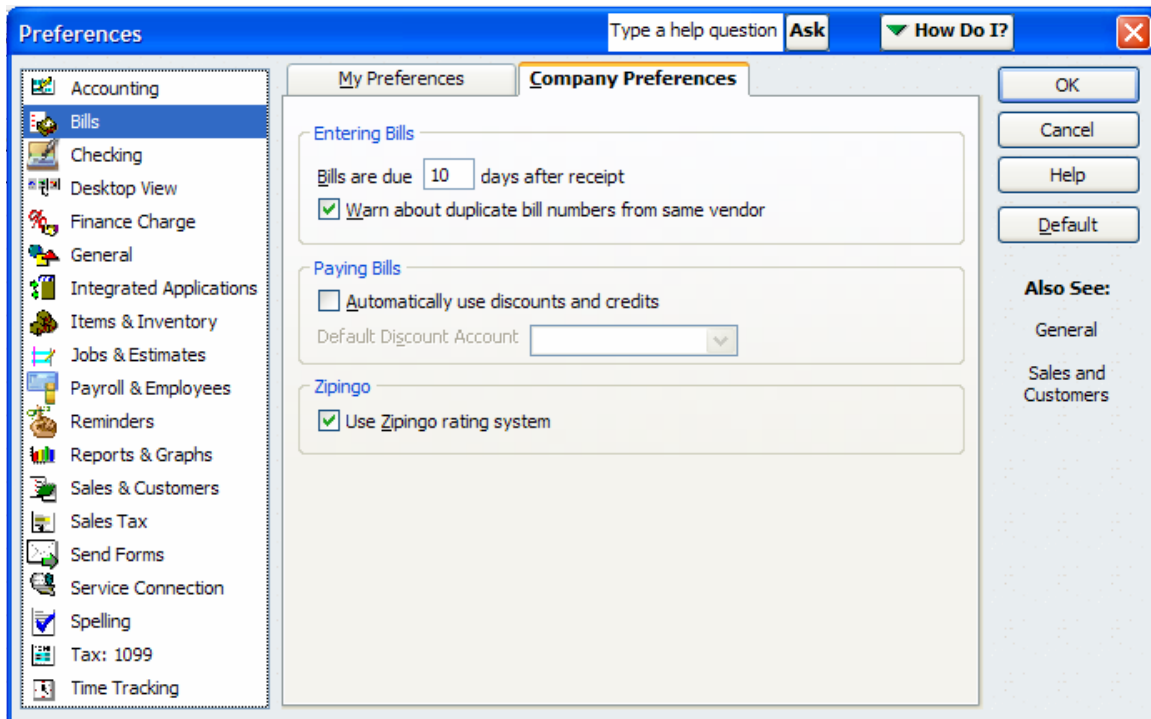 Preferences
Type a help question Ask
How Do I?
Accounting
Bills
Checking
Desktop View
Finance Charge
General
Integrated Applications
Items & Inventory
Jobs & Estimates
Payroll & Employees
Reminders
Reports & Graphs
Sales & Customers
Sales Tax
Send Forms
Service Connection
Spelling
Tax: 1099
Time Tracking
My Preferences
Company Preferences
Entering Bills
Bills are due 10 days after receipt
Warn about duplicate bill numbers from same vendor
Paying Bills
Automatically use discounts and credits
Default Discount Account
Zipingo
Use Zipingo rating system
OK
Cancel
Help
Default
Also See:
General
Sales and
Customers